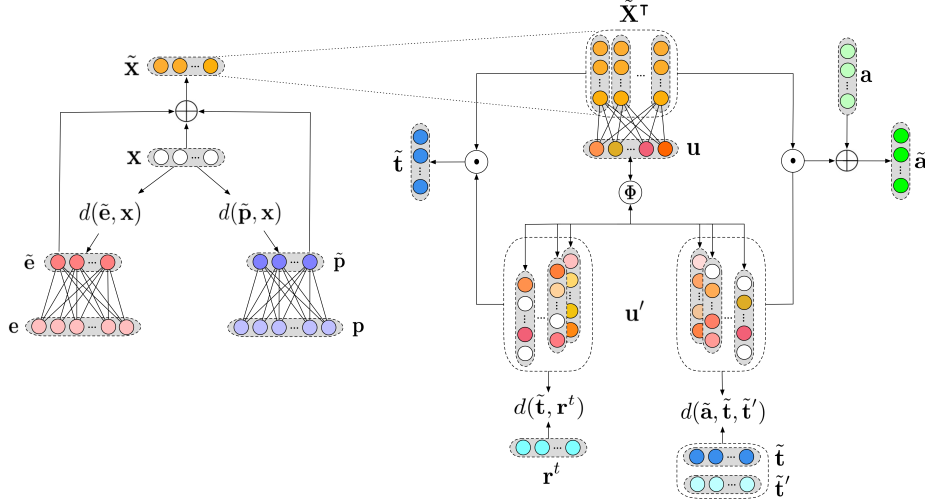 X̃ᵀ
x̃
a
x
u
t̃
ã
Φ
d(ẽ, x)
d(p̃, x)
ẽ
p̃
u′
e
p
d(t̃, rᵗ)
d(ã, t̃, t̃′)
rᵗ
t̃
t̃′